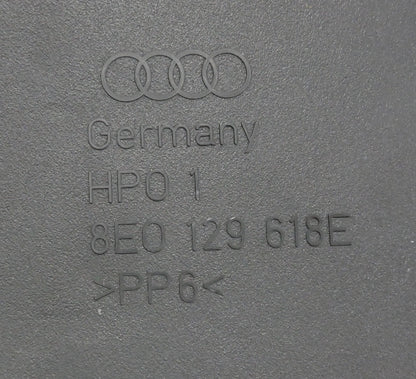 Germany
HPO 1
8E0 129 618E
>PP6<